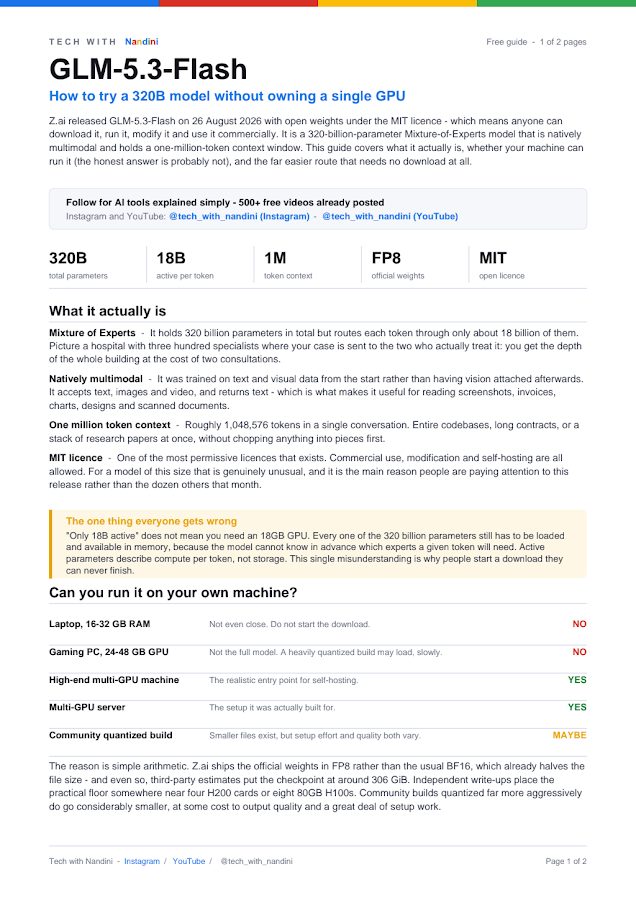 TECH WITH Nandini
Free guide - 1 of 2 pages
GLM-5.3-Flash
How to try a 320B model without owning a single GPU
Z.ai released GLM-5.3-Flash on 26 August 2026 with open weights under the MIT licence - which means anyone can
download it, run it, modify it and use it commercially. It is a 320-billion-parameter Mixture-of-Experts model that is natively
multimodal and holds a one-million-token context window. This guide covers what it actually is, whether your machine can
run it (the honest answer is probably not), and the far easier route that needs no download at all.
Follow for AI tools explained simply - 500+ free videos already posted
Instagram and YouTube: @tech_with_nandini (Instagram) - @tech_with_nandini (YouTube)
320B
total parameters
18B
active per token
1M
token context
FP8
official weights
MIT
open licence
What it actually is
Mixture of Experts - It holds 320 billion parameters in total but routes each token through only about 18 billion of them.
Picture a hospital with three hundred specialists where your case is sent to the two who actually treat it: you get the depth
of the whole building at the cost of two consultations.
Natively multimodal - It was trained on text and visual data from the start rather than having vision attached afterwards.
It accepts text, images and video, and returns text - which is what makes it useful for reading screenshots, invoices,
charts, designs and scanned documents.
One million token context - Roughly 1,048,576 tokens in a single conversation. Entire codebases, long contracts, or a
stack of research papers at once, without chopping anything into pieces first.
MIT licence - One of the most permissive licences that exists. Commercial use, modification and self-hosting are all
allowed. For a model of this size that is genuinely unusual, and it is the main reason people are paying attention to this
release rather than the dozen others that month.
The one thing everyone gets wrong
"Only 18B active" does not mean you need an 18GB GPU. Every one of the 320 billion parameters still has to be loaded
and available in memory, because the model cannot know in advance which experts a given token will need. Active
parameters describe compute per token, not storage. This single misunderstanding is why people start a download they
can never finish.
Can you run it on your own machine?
Laptop, 16-32 GB RAM Not even close. Do not start the download. NO
Gaming PC, 24-48 GB GPU Not the full model. A heavily quantized build may load, slowly. NO
High-end multi-GPU machine The realistic entry point for self-hosting. YES
Multi-GPU server The setup it was actually built for. YES
Community quantized build Smaller files exist, but setup effort and quality both vary. MAYBE
The reason is simple arithmetic. Z.ai ships the official weights in FP8 rather than the usual BF16, which already halves the
file size - and even so, third-party estimates put the checkpoint at around 306 GiB. Independent write-ups place the
practical floor somewhere near four H200 cards or eight 80GB H100s. Community builds quantized far more aggressively
do go considerably smaller, at some cost to output quality and a great deal of setup work.
Tech with Nandini - Instagram / YouTube / @tech_with_nandini
Page 1 of 2